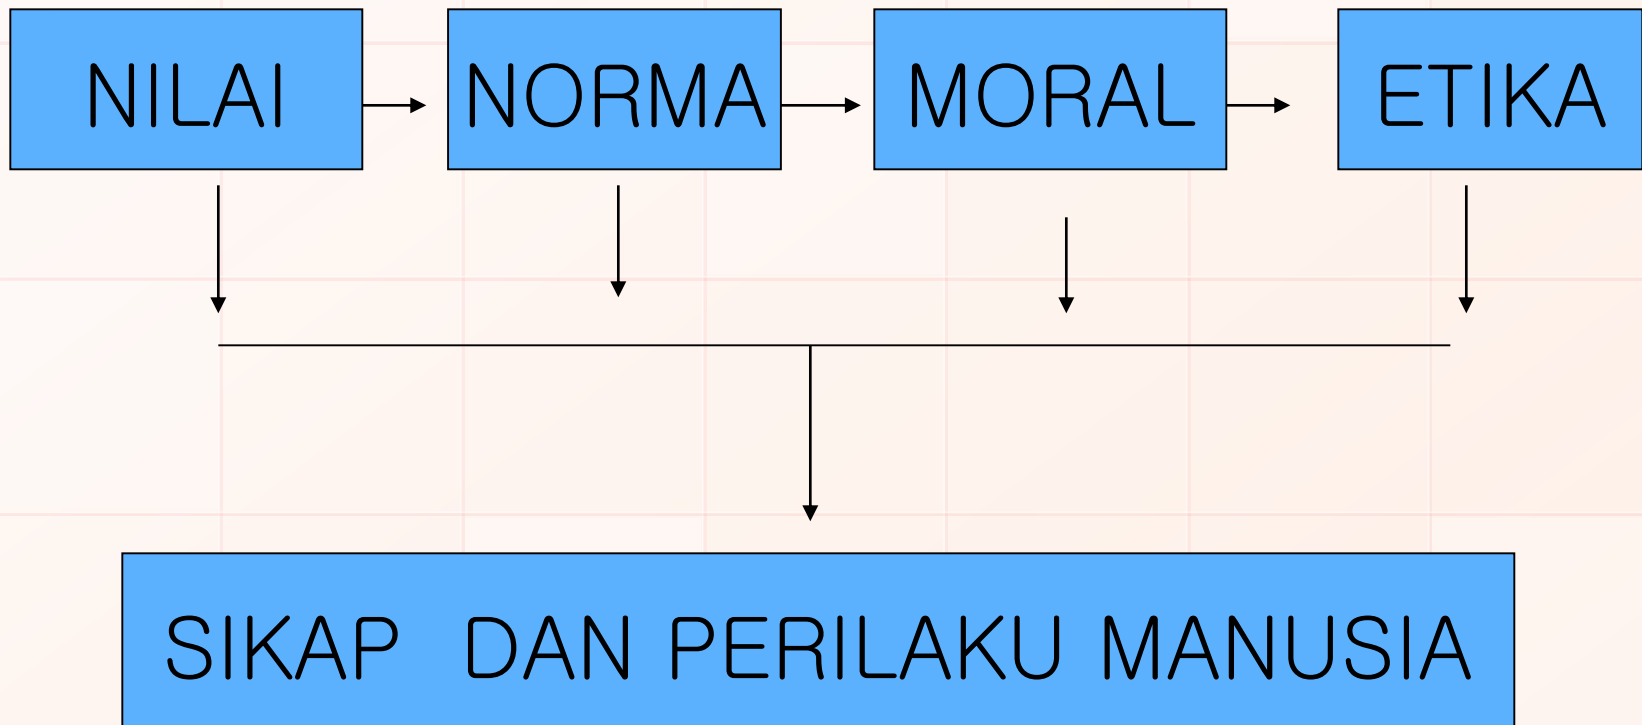 NILAI
NORMA
MORAL
ETIKA
SIKAP DAN PERILAKU MANUSIA